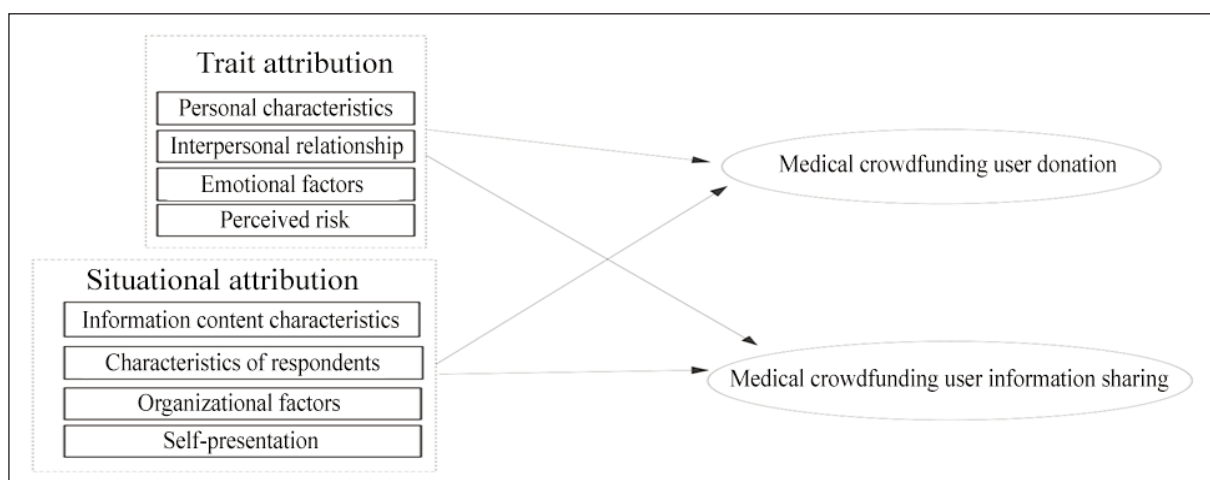 Trait attribution
Personal characteristics
Interpersonal relationship
Emotional factors
Perceived risk
Situational attribution
Information content characteristics
Characteristics of respondents
Organizational factors
Self-presentation
Medical crowdfunding user donation
Medical crowdfunding user information sharing